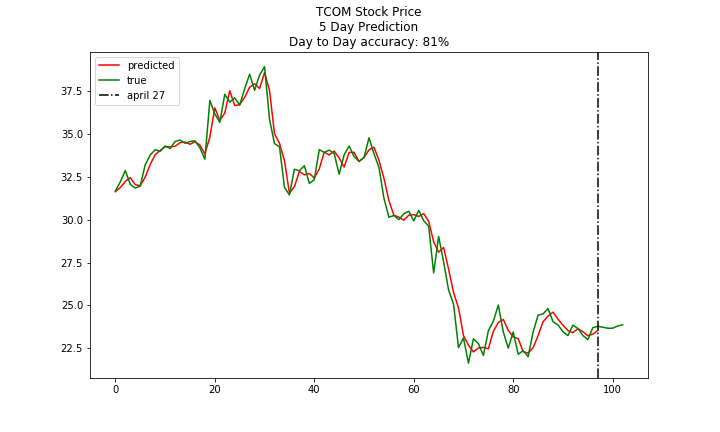 TCOM Stock Price
5 Day Prediction
Day to Day accuracy: 81%
predicted
true
april 27
37.5
35.0
32.5
30.0
27.5
25.0
22.5
0
20
40
60
80
100